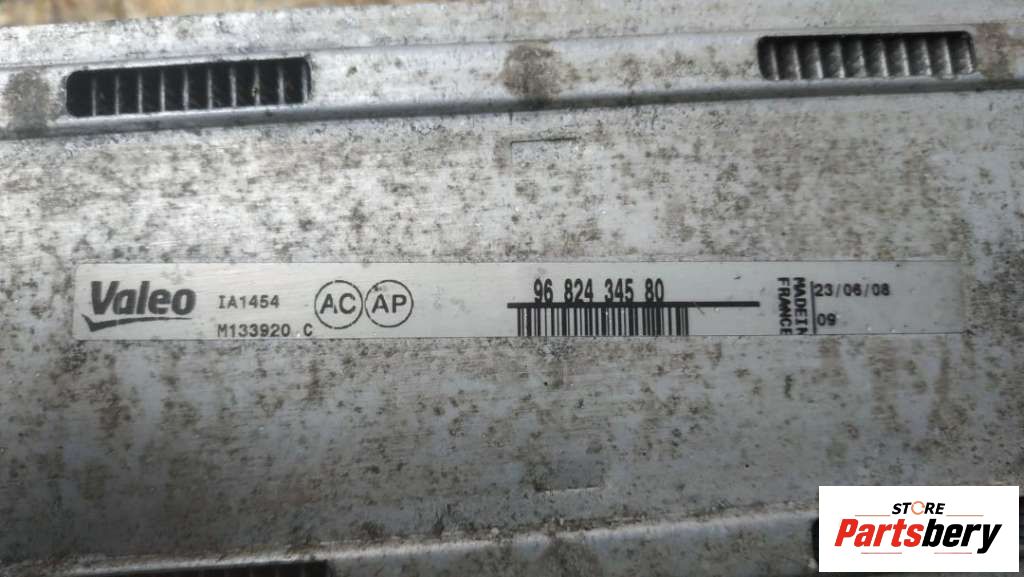 Valeo
IA1454
M133920 C
AC AP
96 824 345 80
MADE IN
FRANCE
23/06/08
09
STORE
Partsbery